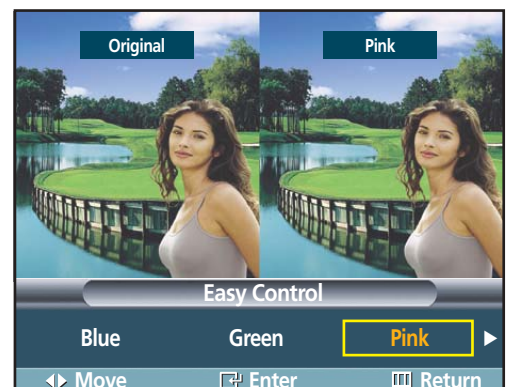 Original Pink
Easy Control
Blue Green Pink
Move Enter Return